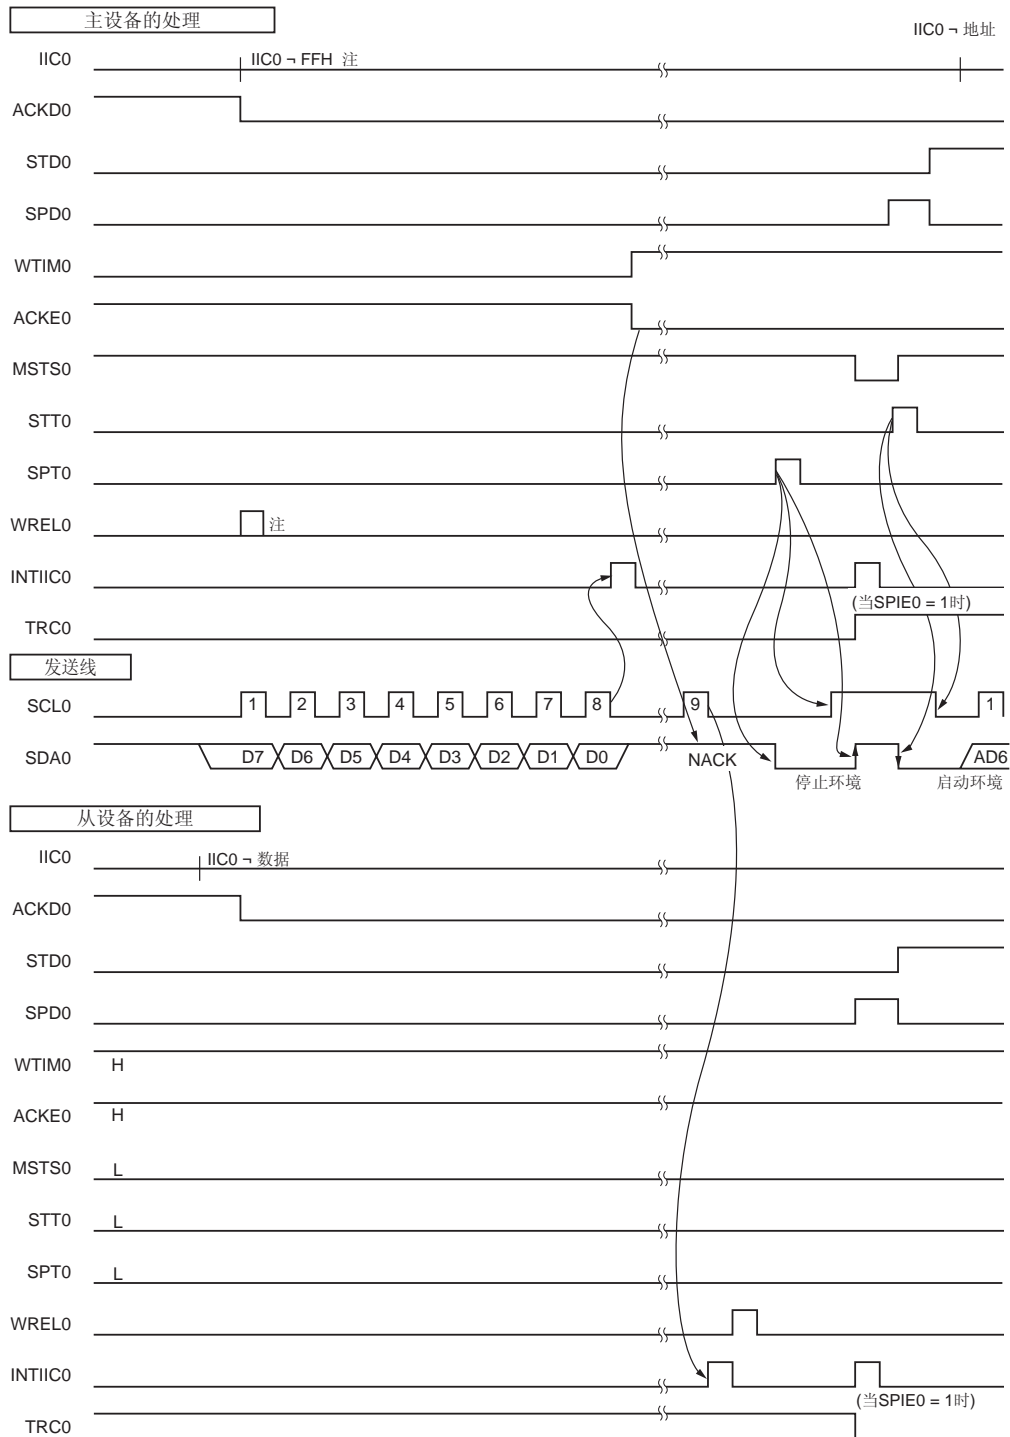 主设备的处理
IIC0 ¬ 地址
IIC0
IIC0 ¬ FFH 注
ACKD0
STD0
SPD0
WTIM0
ACKE0
MSTS0
STT0
SPT0
WREL0
注
INTIIC0
(当SPIE0 = 1时)
TRC0
发送线
SCL0
1 2 3 4 5 6 7 8 9 1
SDA0
D7 D6 D5 D4 D3 D2 D1 D0 NACK AD6
停止环境 启动环境
从设备的处理
IIC0
IIC0 ¬ 数据
ACKD0
STD0
SPD0
WTIM0 H
ACKE0 H
MSTS0 L
STT0 L
SPT0 L
WREL0
INTIIC0
(当SPIE0 = 1时)
TRC0